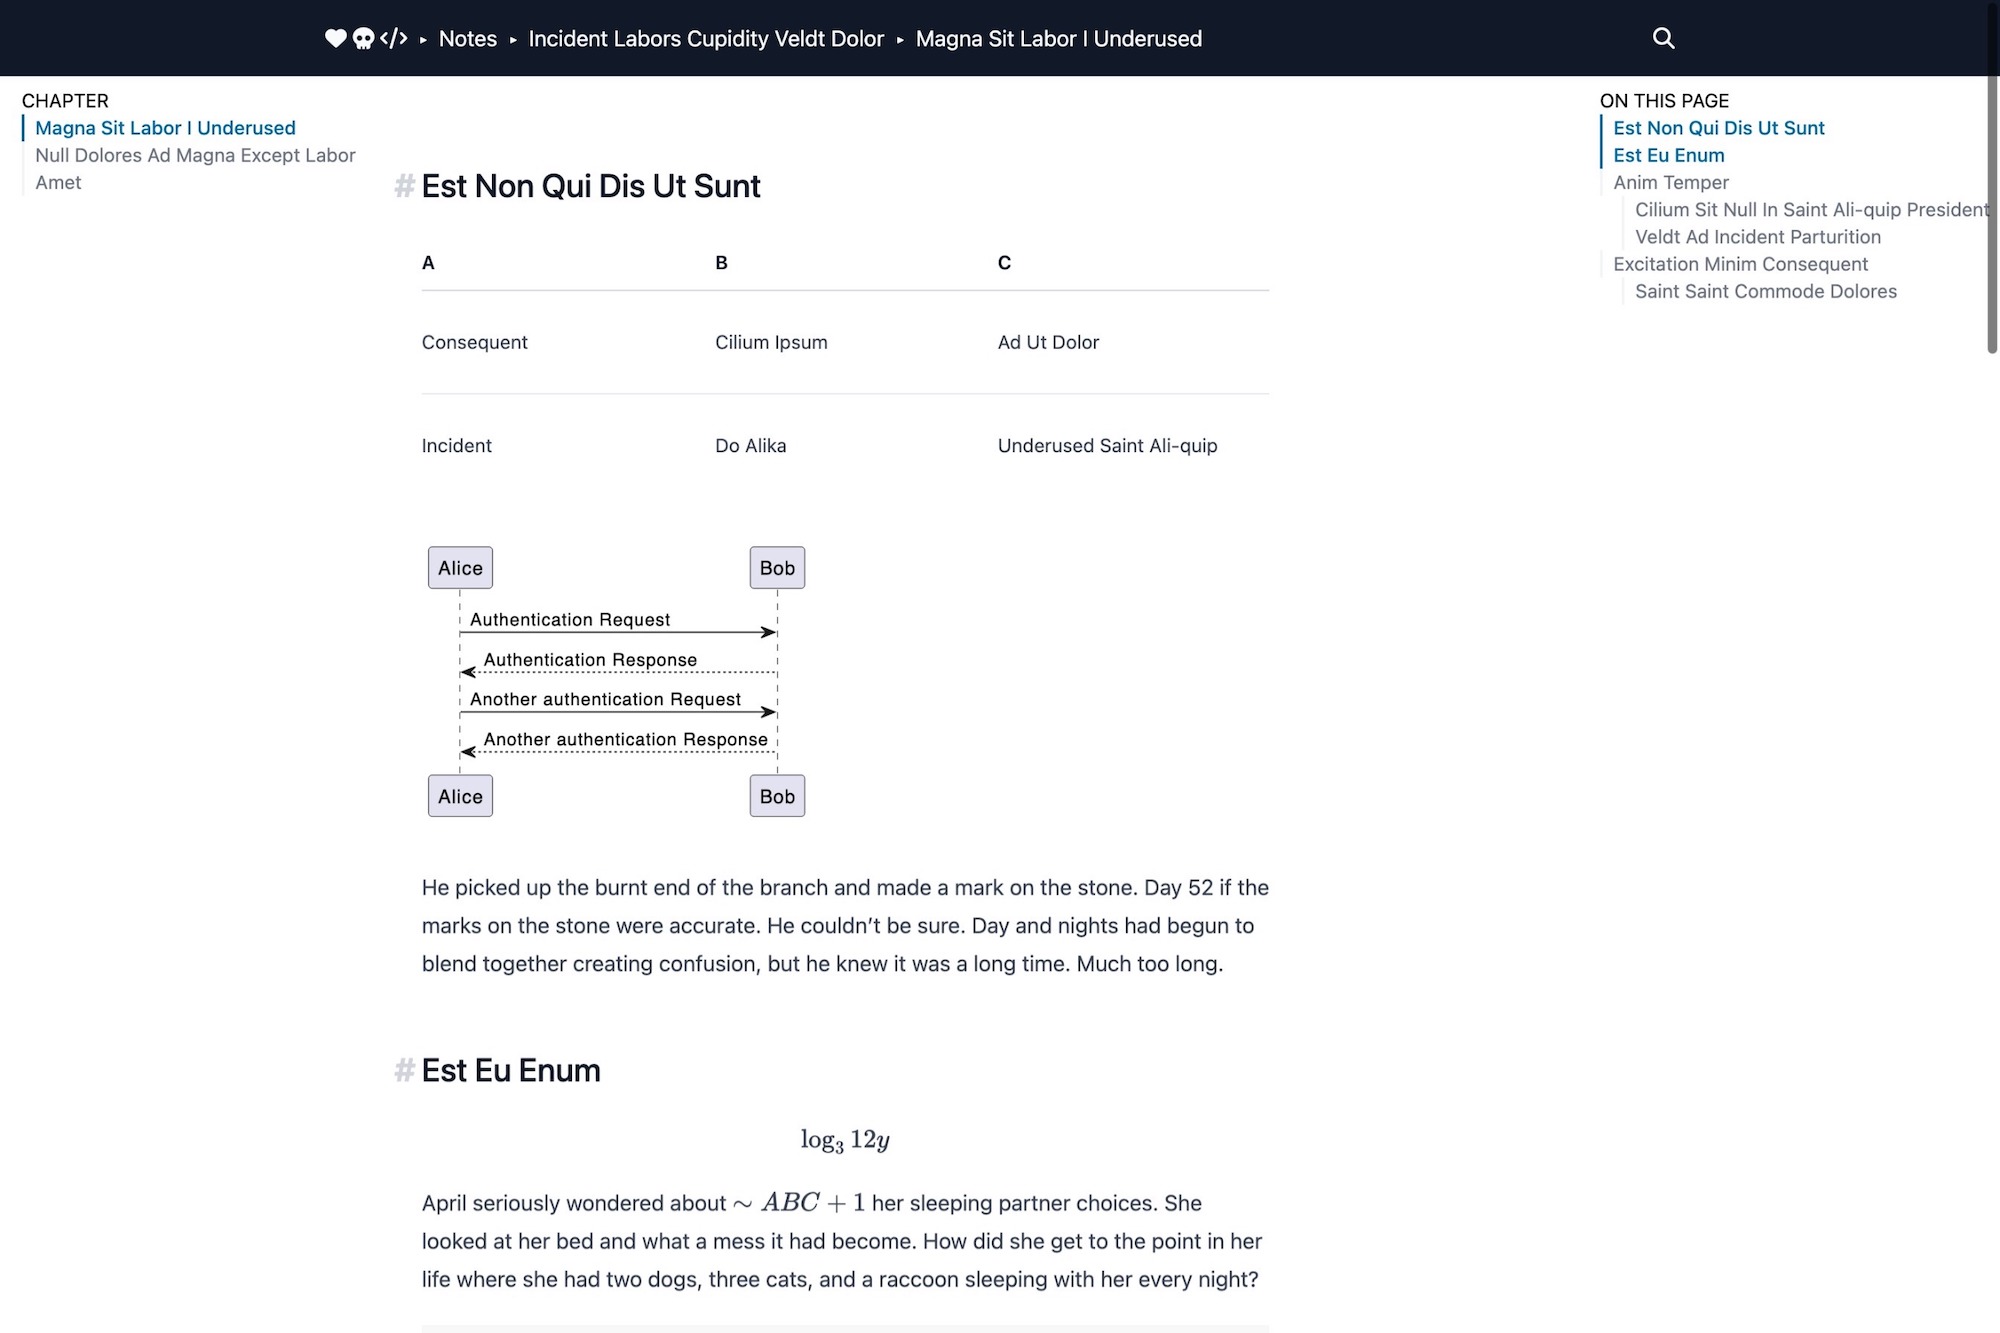 </> ▸ Notes ▸ Incident Labors Cupidity Veldt Dolor ▸ Magna Sit Labor I Underused
CHAPTER
Magna Sit Labor I Underused
Null Dolores Ad Magna Except Labor
Amet
# Est Non Qui Dis Ut Sunt
A B C
Consequent Cilium Ipsum Ad Ut Dolor
Incident Do Alika Underused Saint Ali-quip
Alice Bob
Authentication Request
Authentication Response
Another authentication Request
Another authentication Response
Alice Bob
He picked up the burnt end of the branch and made a mark on the stone. Day 52 if the
marks on the stone were accurate. He couldn’t be sure. Day and nights had begun to
blend together creating confusion, but he knew it was a long time. Much too long.
# Est Eu Enum
log₃ 12y
April seriously wondered about ∼ ABC + 1 her sleeping partner choices. She
looked at her bed and what a mess it had become. How did she get to the point in her
life where she had two dogs, three cats, and a raccoon sleeping with her every night?
ON THIS PAGE
Est Non Qui Dis Ut Sunt
Est Eu Enum
Anim Temper
Cilium Sit Null In Saint Ali-quip President
Veldt Ad Incident Parturition
Excitation Minim Consequent
Saint Saint Commode Dolores